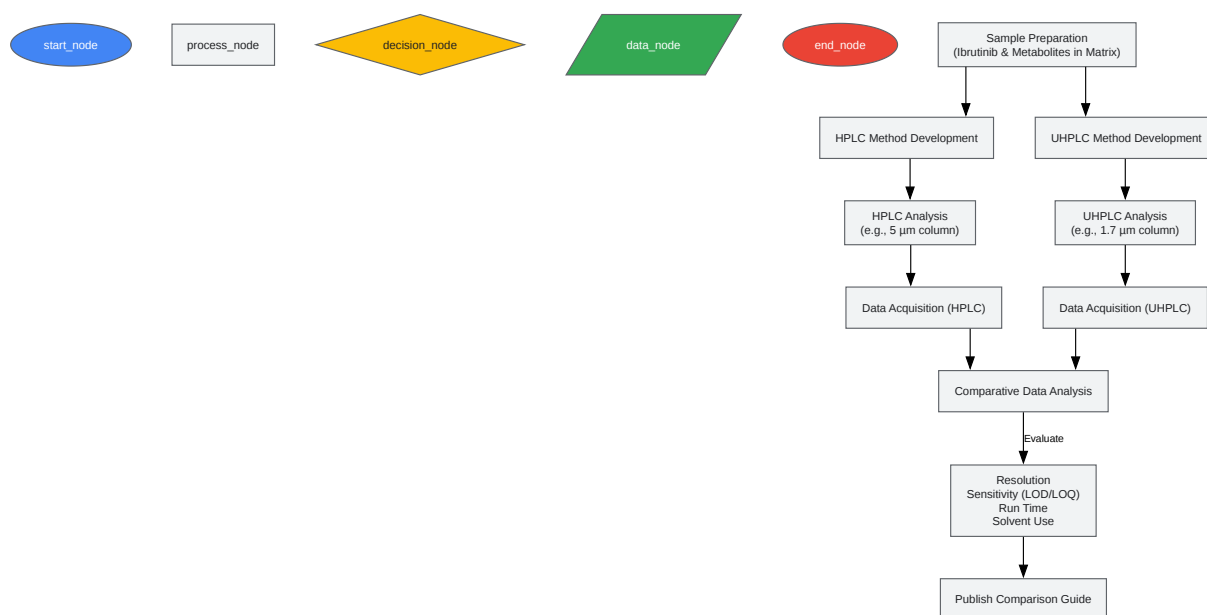 start_node
process_node
decision_node
data_node
end_node
Sample Preparation
(Ibrutinib & Metabolites in Matrix)
HPLC Method Development
UHPLC Method Development
HPLC Analysis
(e.g., 5 µm column)
UHPLC Analysis
(e.g., 1.7 µm column)
Data Acquisition (HPLC)
Data Acquisition (UHPLC)
Comparative Data Analysis
Evaluate
Resolution
Sensitivity (LOD/LOQ)
Run Time
Solvent Use
Publish Comparison Guide